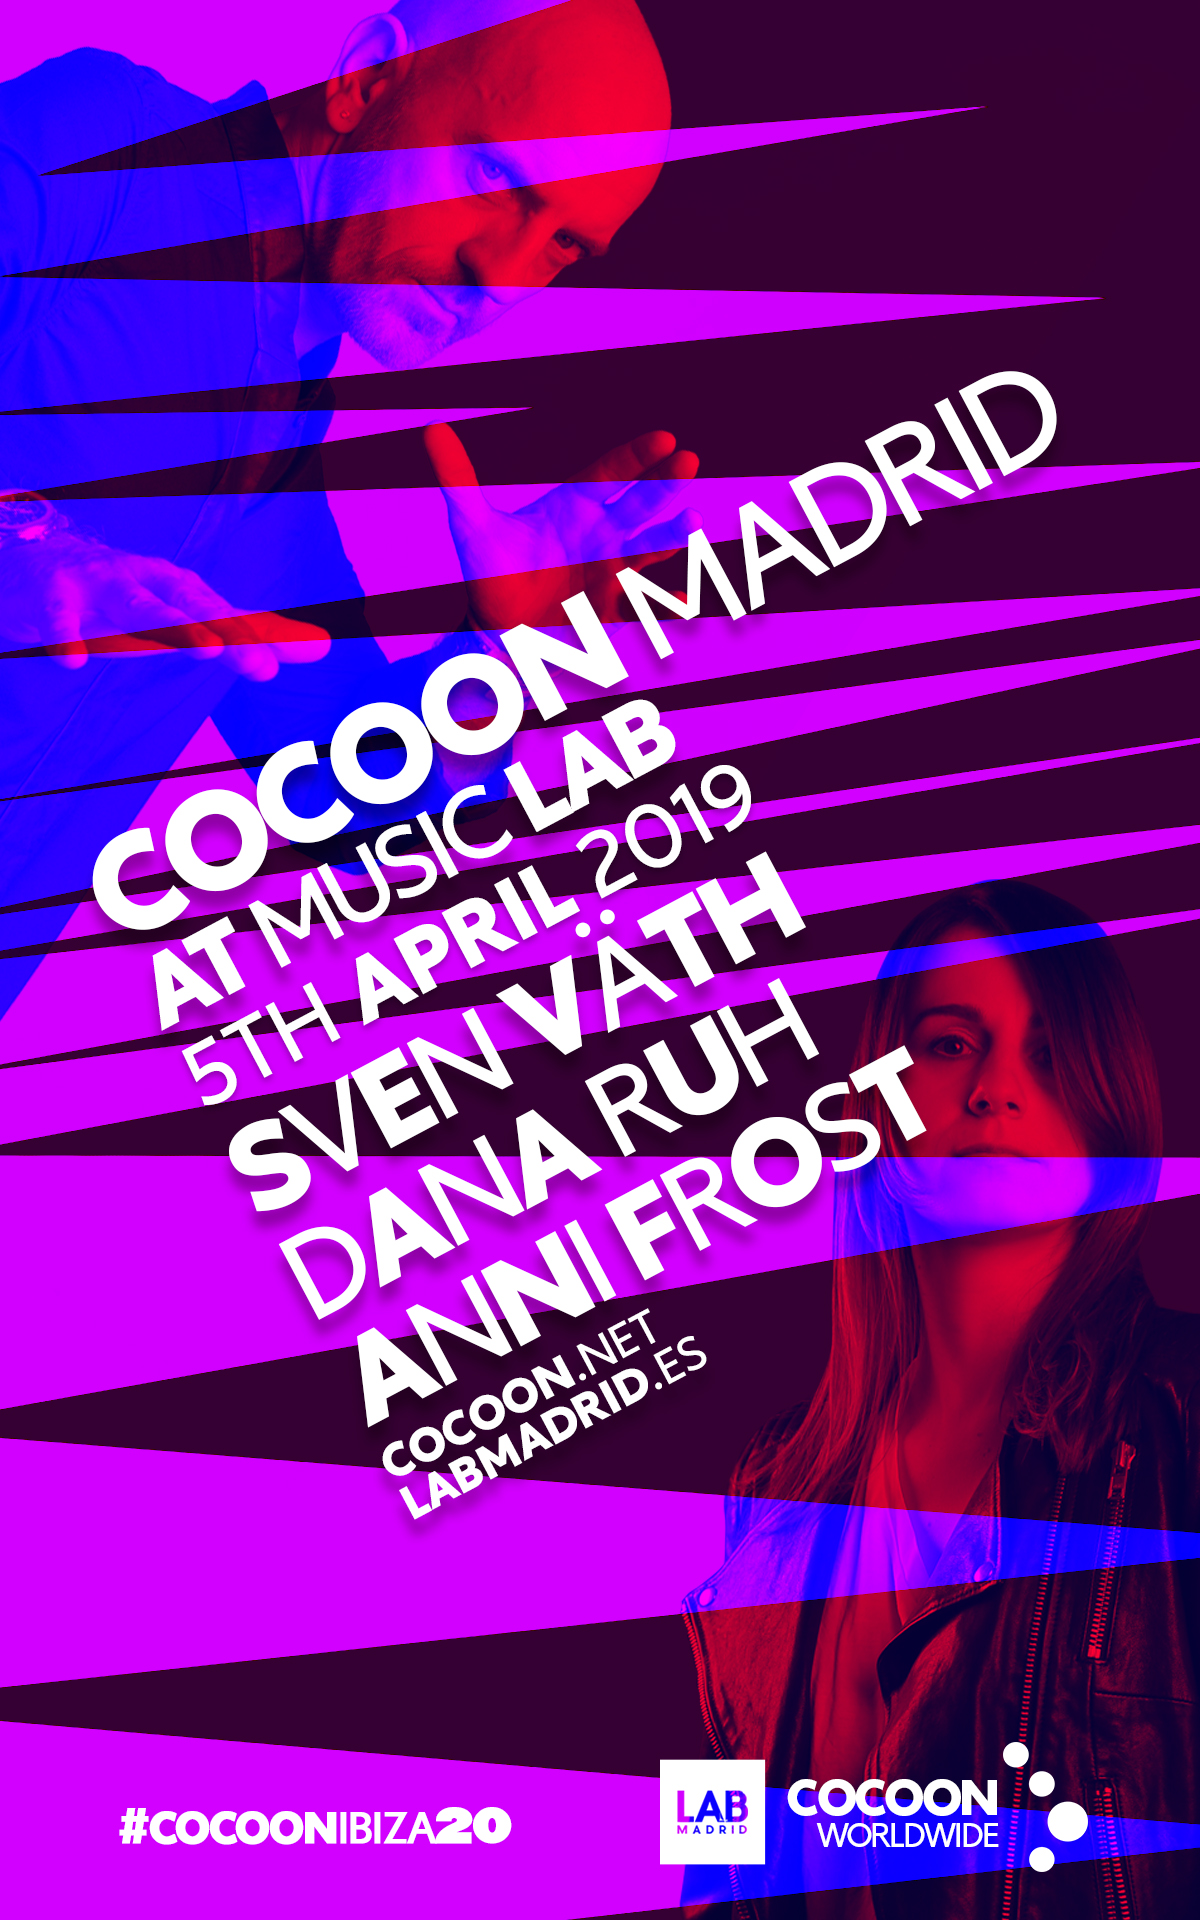 COCOON MADRID
AT MUSIC LAB
5TH APRIL 2019
SVEN VÄTH
DANA RUH
ANNI FROST
COCOON.NET
LABMADRID.ES
#COCOONIBIZA20
LAB
MADRID
COCOON
WORLDWIDE